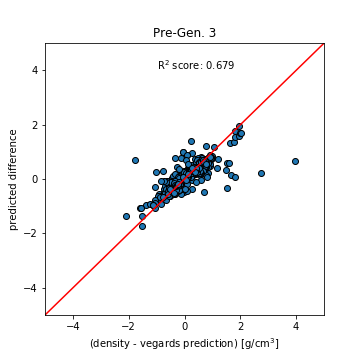 Pre-Gen. 3
R² score: 0.679
predicted difference
4
2
0
−2
−4
−4 −2 0 2 4
(density - vegards prediction) [g/cm³]